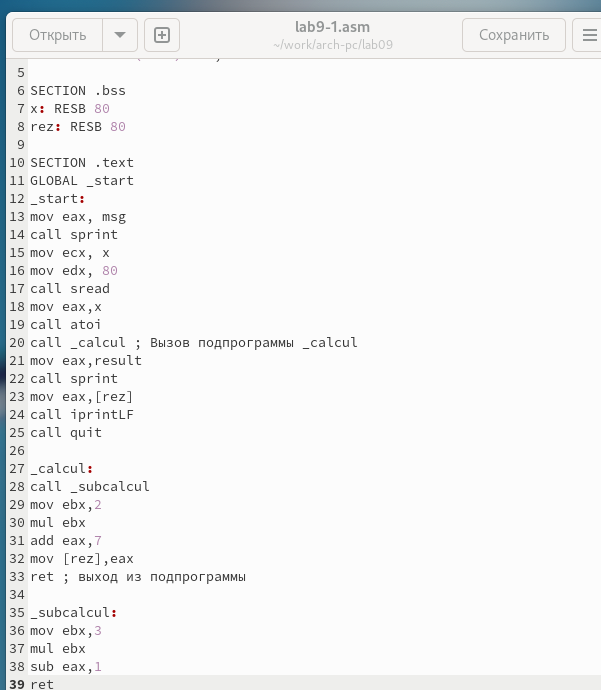 Открыть
lab9-1.asm
~/work/arch-pc/lab09
Сохранить
5
6 SECTION .bss
7 x: RESB 80
8 rez: RESB 80
9
10 SECTION .text
11 GLOBAL _start
12 _start:
13 mov eax, msg
14 call sprint
15 mov ecx, x
16 mov edx, 80
17 call sread
18 mov eax,x
19 call atoi
20 call _calcul ; Вызов подпрограммы _calcul
21 mov eax,result
22 call sprint
23 mov eax,[rez]
24 call iprintLF
25 call quit
26
27 _calcul:
28 call _subcalcul
29 mov ebx,2
30 mul ebx
31 add eax,7
32 mov [rez],eax
33 ret ; выход из подпрограммы
34
35 _subcalcul:
36 mov ebx,3
37 mul ebx
38 sub eax,1
39 ret